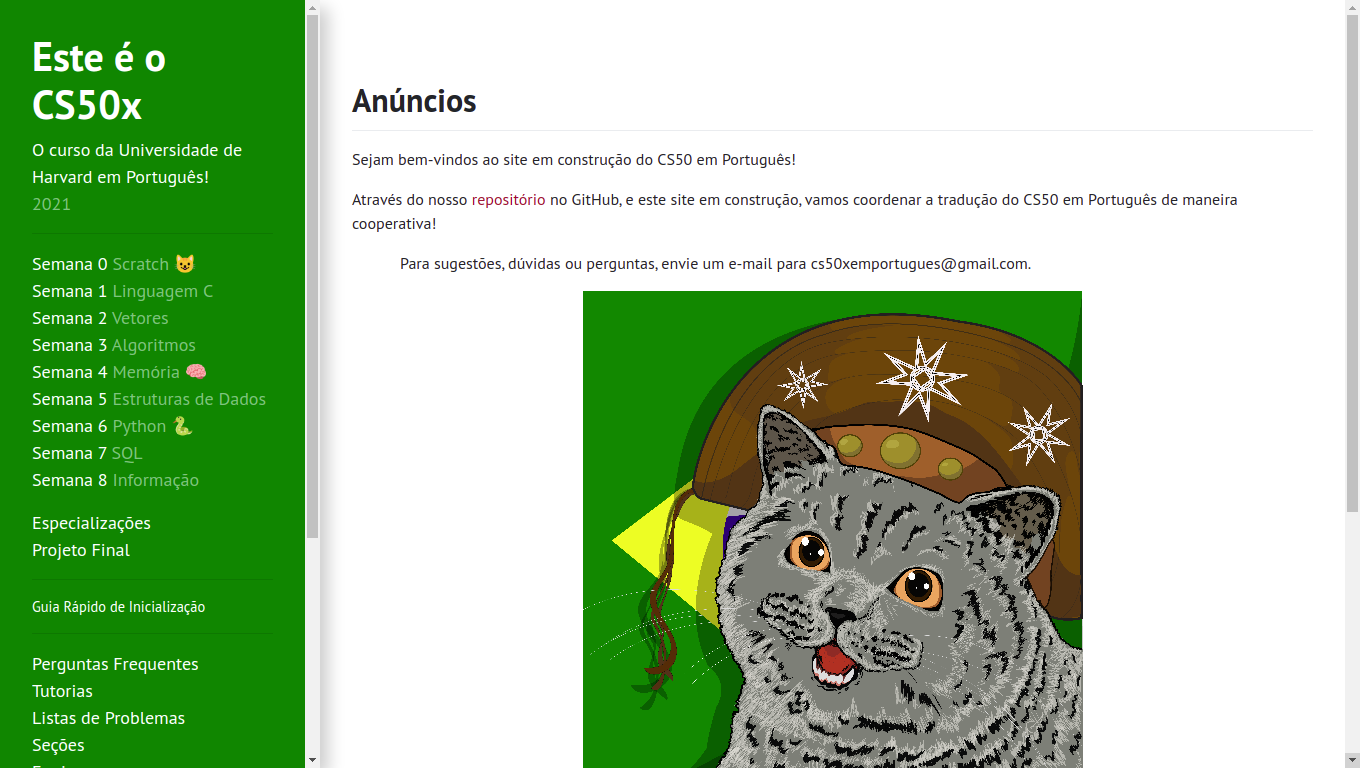 Este é o
CS50x
O curso da Universidade de
Harvard em Português!
2021
Semana 0 Scratch 😺
Semana 1 Linguagem C
Semana 2 Vetores
Semana 3 Algoritmos
Semana 4 Memória 🧠
Semana 5 Estruturas de Dados
Semana 6 Python 🐍
Semana 7 SQL
Semana 8 Informação
Especializações
Projeto Final
Guia Rápido de Inicialização
Perguntas Frequentes
Tutorias
Listas de Problemas
Seções
Anúncios
Sejam bem-vindos ao site em construção do CS50 em Português!
Através do nosso repositório no GitHub, e este site em construção, vamos coordenar a tradução do CS50 em Português de maneira
cooperativa!
Para sugestões, dúvidas ou perguntas, envie um e-mail para cs50xemportugues@gmail.com.